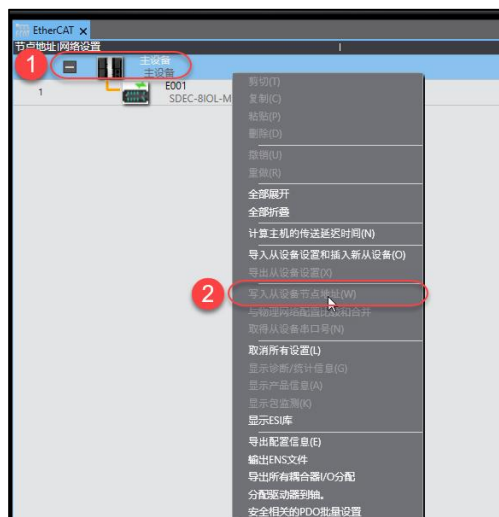 EtherCAT ×
节点地址|网络设置
1
主设备
主设备
1
E001
SDEC-8IOL-M
剪切(T)
复制(C)
粘贴(P)
删除(D)
撤销(U)
重做(R)
全部展开
全部折叠
计算主机的传送延迟时间(N)
导入从设备设置和插入新从设备(O)
导出从设备设置(X)
2
写入从设备节点地址(W)
与物理网络配置比较和合并
取得从设备串口号(N)
取消所有设置(L)
显示诊断/统计信息(G)
显示产品信息(A)
显示包监测(K)
显示ESI库
导出配置信息(E)
输出ENS文件
导出所有耦合器I/O分配
分配驱动器到轴。
安全相关的PDO批量设置